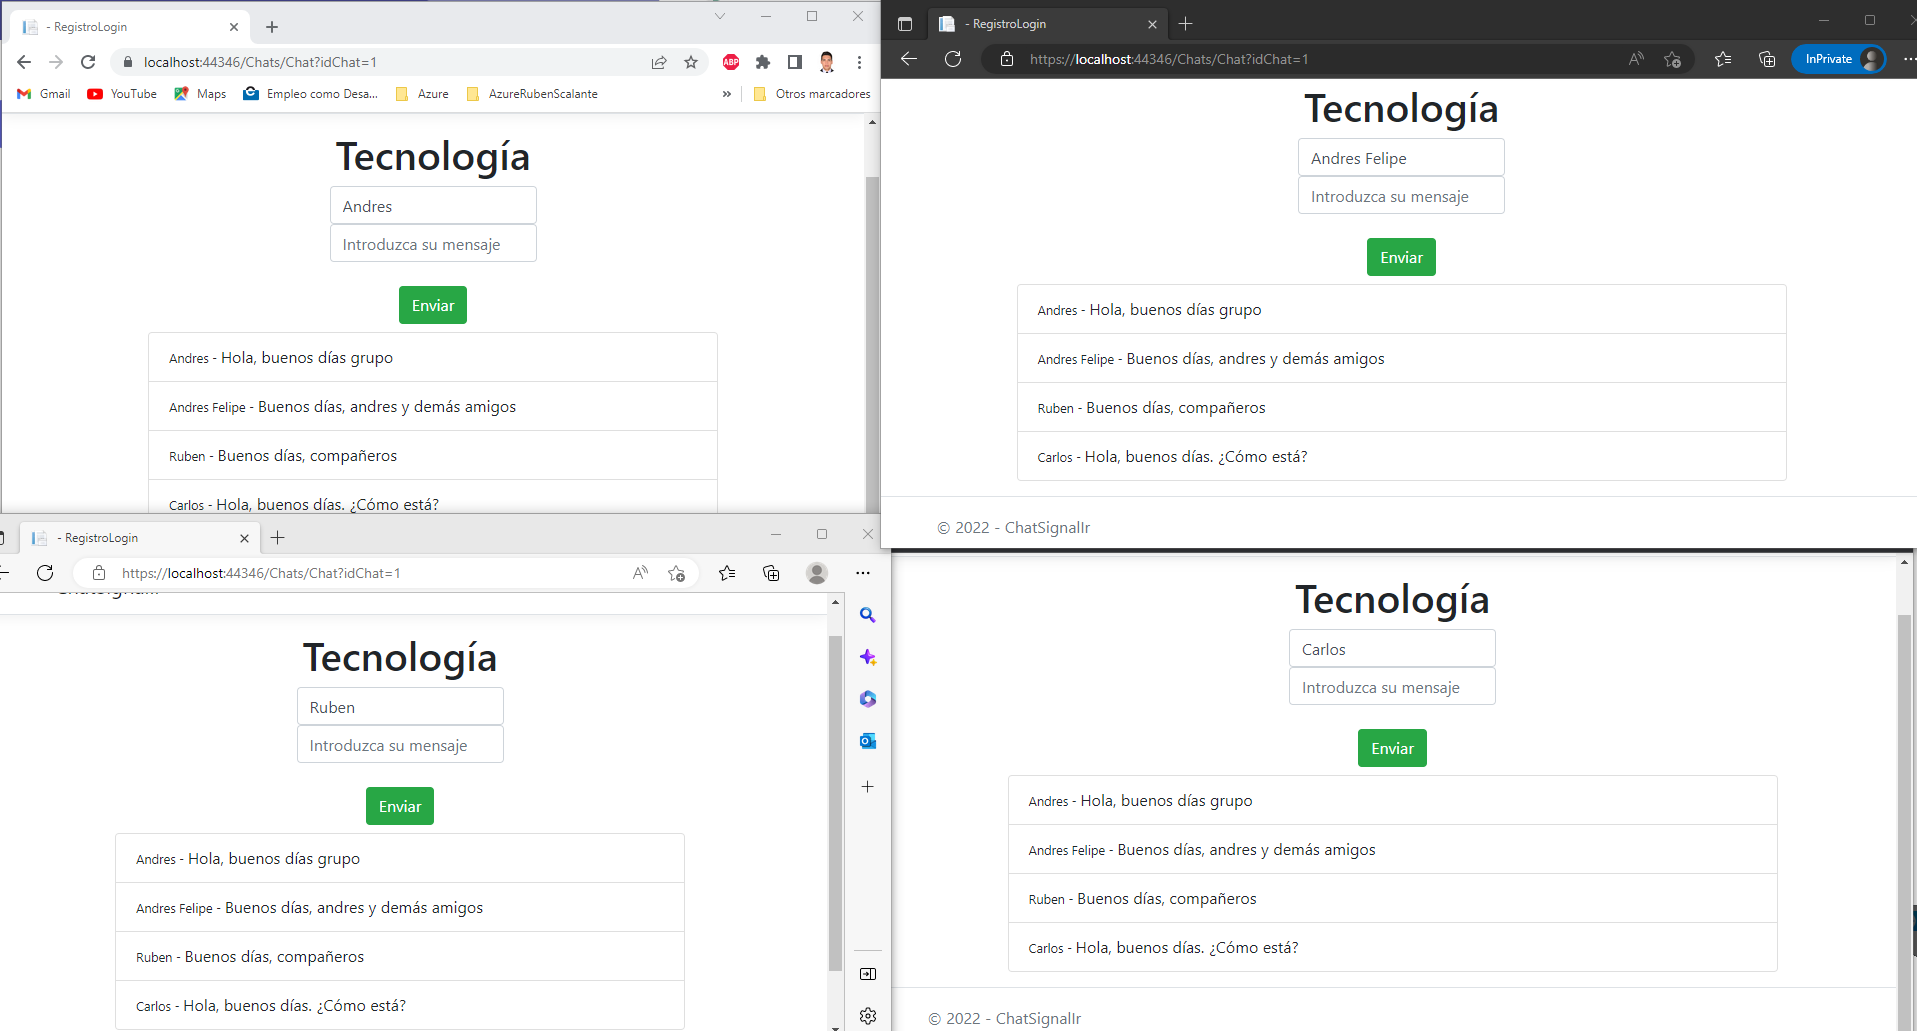 - RegistroLogin
localhost:44346/Chats/Chat?idChat=1
ABP
Gmail
YouTube
Maps
Empleo como Desa...
Azure
AzureRubenScalante
»
Otros marcadores
Tecnología
Andres
Introduzca su mensaje
Enviar
Andres - Hola, buenos días grupo
Andres Felipe - Buenos días, andres y demás amigos
Ruben - Buenos días, compañeros
Carlos - Hola, buenos días. ¿Cómo está?
- RegistroLogin
https://localhost:44346/Chats/Chat?idChat=1
InPrivate
Tecnología
Andres Felipe
Introduzca su mensaje
Enviar
Andres - Hola, buenos días grupo
Andres Felipe - Buenos días, andres y demás amigos
Ruben - Buenos días, compañeros
Carlos - Hola, buenos días. ¿Cómo está?
© 2022 - ChatSignalIr
- RegistroLogin
https://localhost:44346/Chats/Chat?idChat=1
Tecnología
Ruben
Introduzca su mensaje
Enviar
Andres - Hola, buenos días grupo
Andres Felipe - Buenos días, andres y demás amigos
Ruben - Buenos días, compañeros
Carlos - Hola, buenos días. ¿Cómo está?
Tecnología
Carlos
Introduzca su mensaje
Enviar
Andres - Hola, buenos días grupo
Andres Felipe - Buenos días, andres y demás amigos
Ruben - Buenos días, compañeros
Carlos - Hola, buenos días. ¿Cómo está?
© 2022 - ChatSignalIr